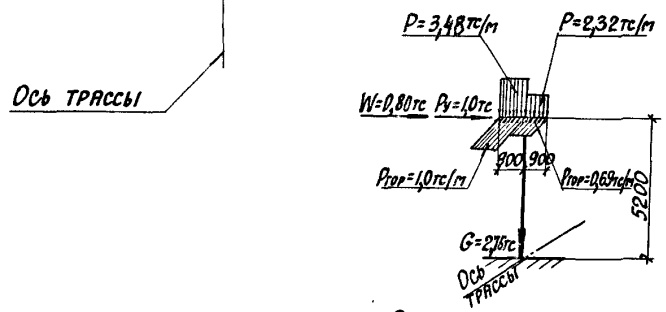 P=3,48тс/м
P=2,32тс/м
Ось трассы
W=0,80тс
Pу=1,0тс
900
900
Pгор=1,0тс/м
Pгор=0,69тс/м
5200
G=2,76тс
Ось
трассы